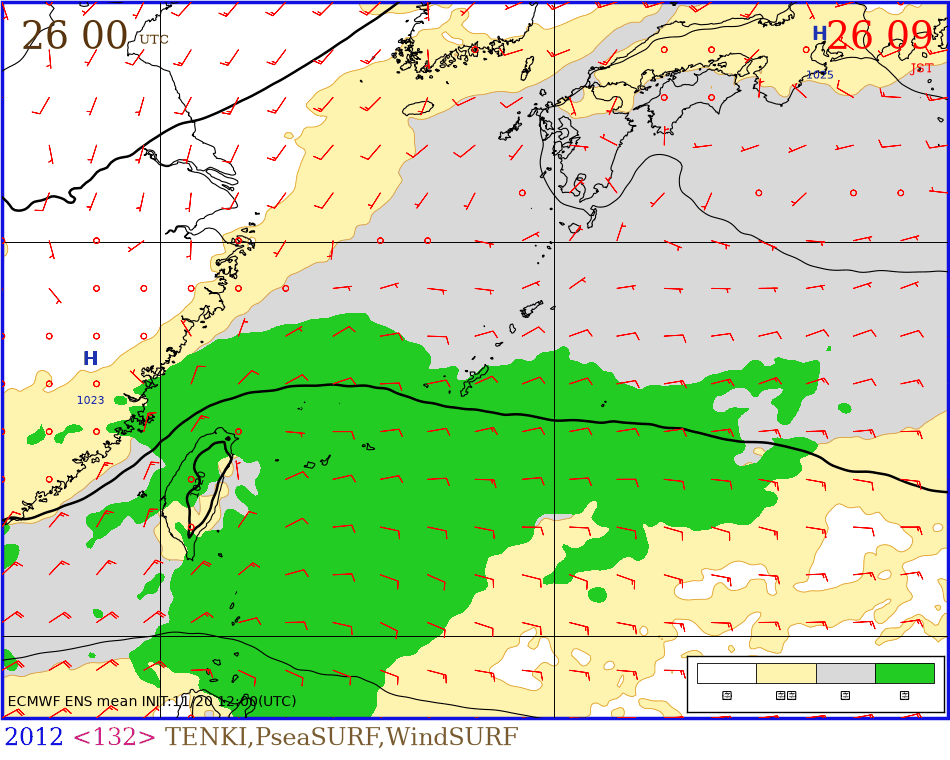 26 00 UTC
H 26 09
1025 JST
H
1023
1020
ECMWF ENS mean INIT:11/20 12:00(UTC)
2012 <132> TENKI,PseaSURF,WindSURF